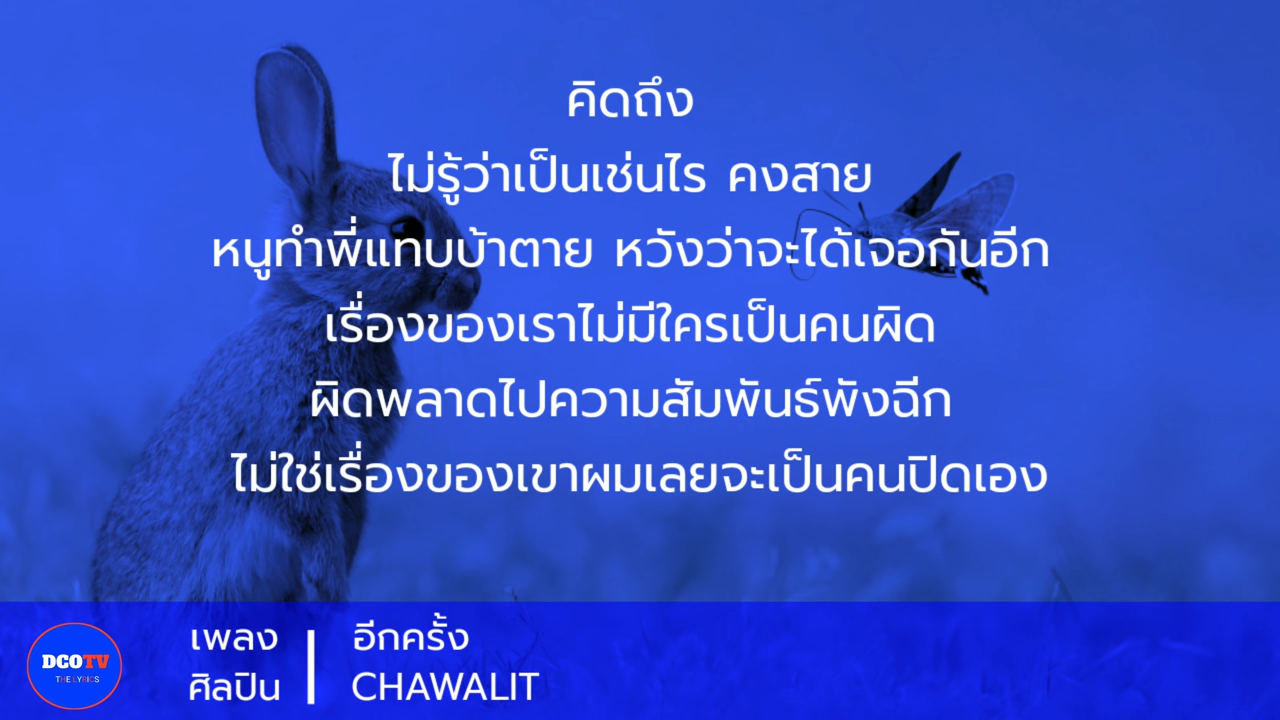 คิดถึง
ไม่รู้ว่าเป็นเช่นไร คงสาย
หนูทำพี่แทบบ้าตาย หวังว่าจะได้เจอกันอีก
เรื่องของเราไม่มีใครเป็นคนผิด
ผิดพลาดไปความสัมพันธ์พังฉีก
ไม่ใช่เรื่องของเขาผมเลยจะเป็นคนปิดเอง
เพลง อีกครั้ง
ศิลปิน CHAWALIT
DCOTV
THE LYRICS